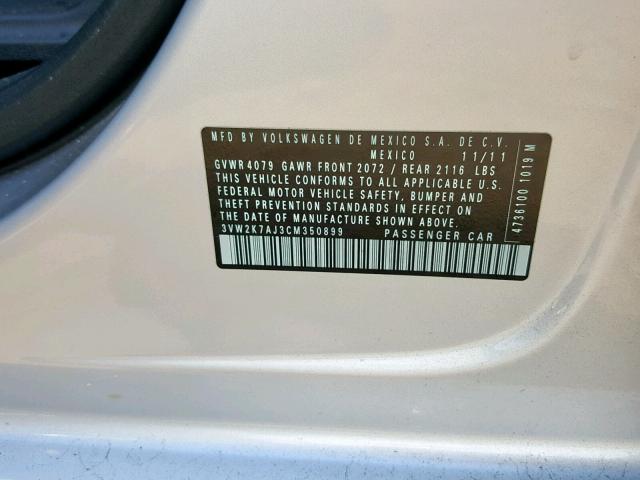 MFD BY VOLKSWAGEN DE MEXICO S.A. DE C.V.
MEXICO 11/11
GVWR 4079 GAWR FRONT 2072 / REAR 2116 LBS
THIS VEHICLE CONFORMS TO ALL APPLICABLE U.S.
FEDERAL MOTOR VEHICLE SAFETY, BUMPER AND
THEFT PREVENTION STANDARDS IN EFFECT ON
THE DATE OF MANUFACTURE SHOWN ABOVE.
3VW2K7AJ3CM350899 PASSENGER CAR
4736100 1019 M